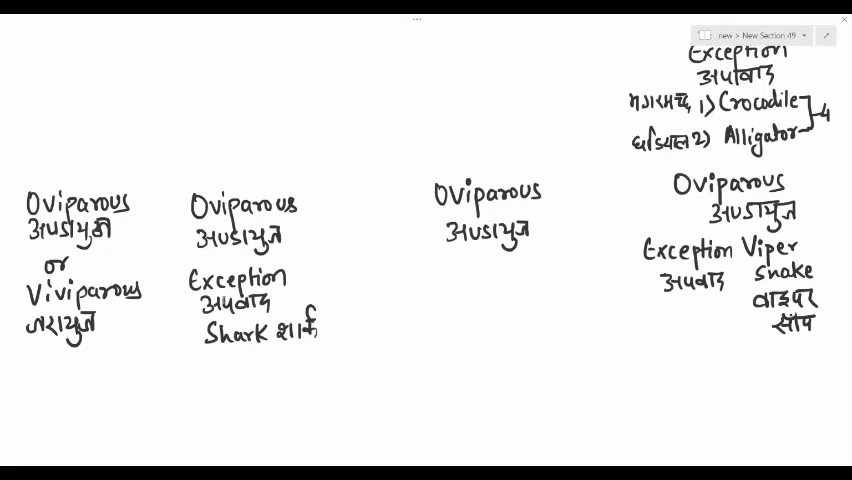 new > New Section 49
Exception
अपवाद
मगरमच्छ 1) Crocodile
घड़ियाल 2) Alligator
4
Oviparous
अण्डायुज
or
Viviparous
जरायुज
Oviparous
अण्डायुज
Exception
अपवाद
Shark शार्क
Oviparous
अण्डायुज
Oviparous
अण्डायुज
Exception Viper
अपवाद Snake
वाइपर
साँप